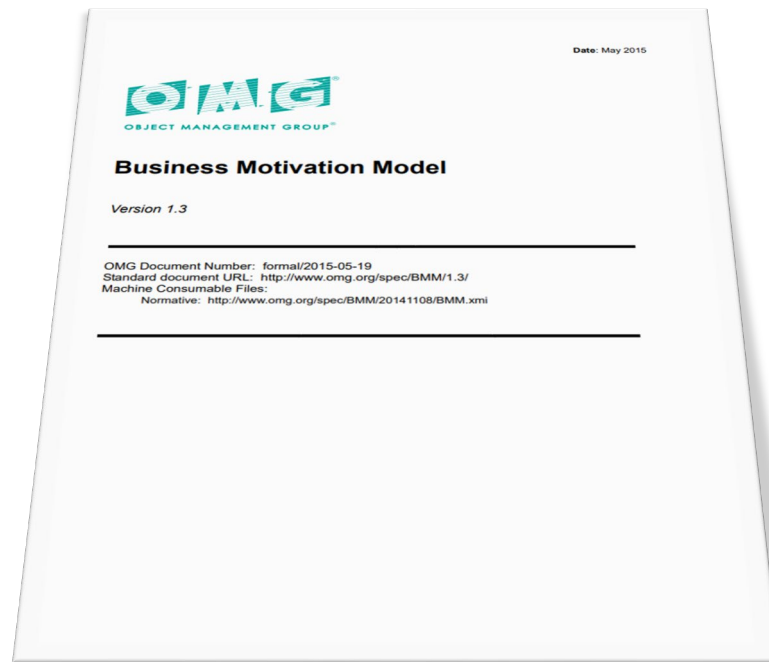 Date: May 2015
OMG®
OBJECT MANAGEMENT GROUP®
Business Motivation Model
Version 1.3
OMG Document Number: formal/2015-05-19
Standard document URL: http://www.omg.org/spec/BMM/1.3/
Machine Consumable Files:
Normative: http://www.omg.org/spec/BMM/20141108/BMM.xmi